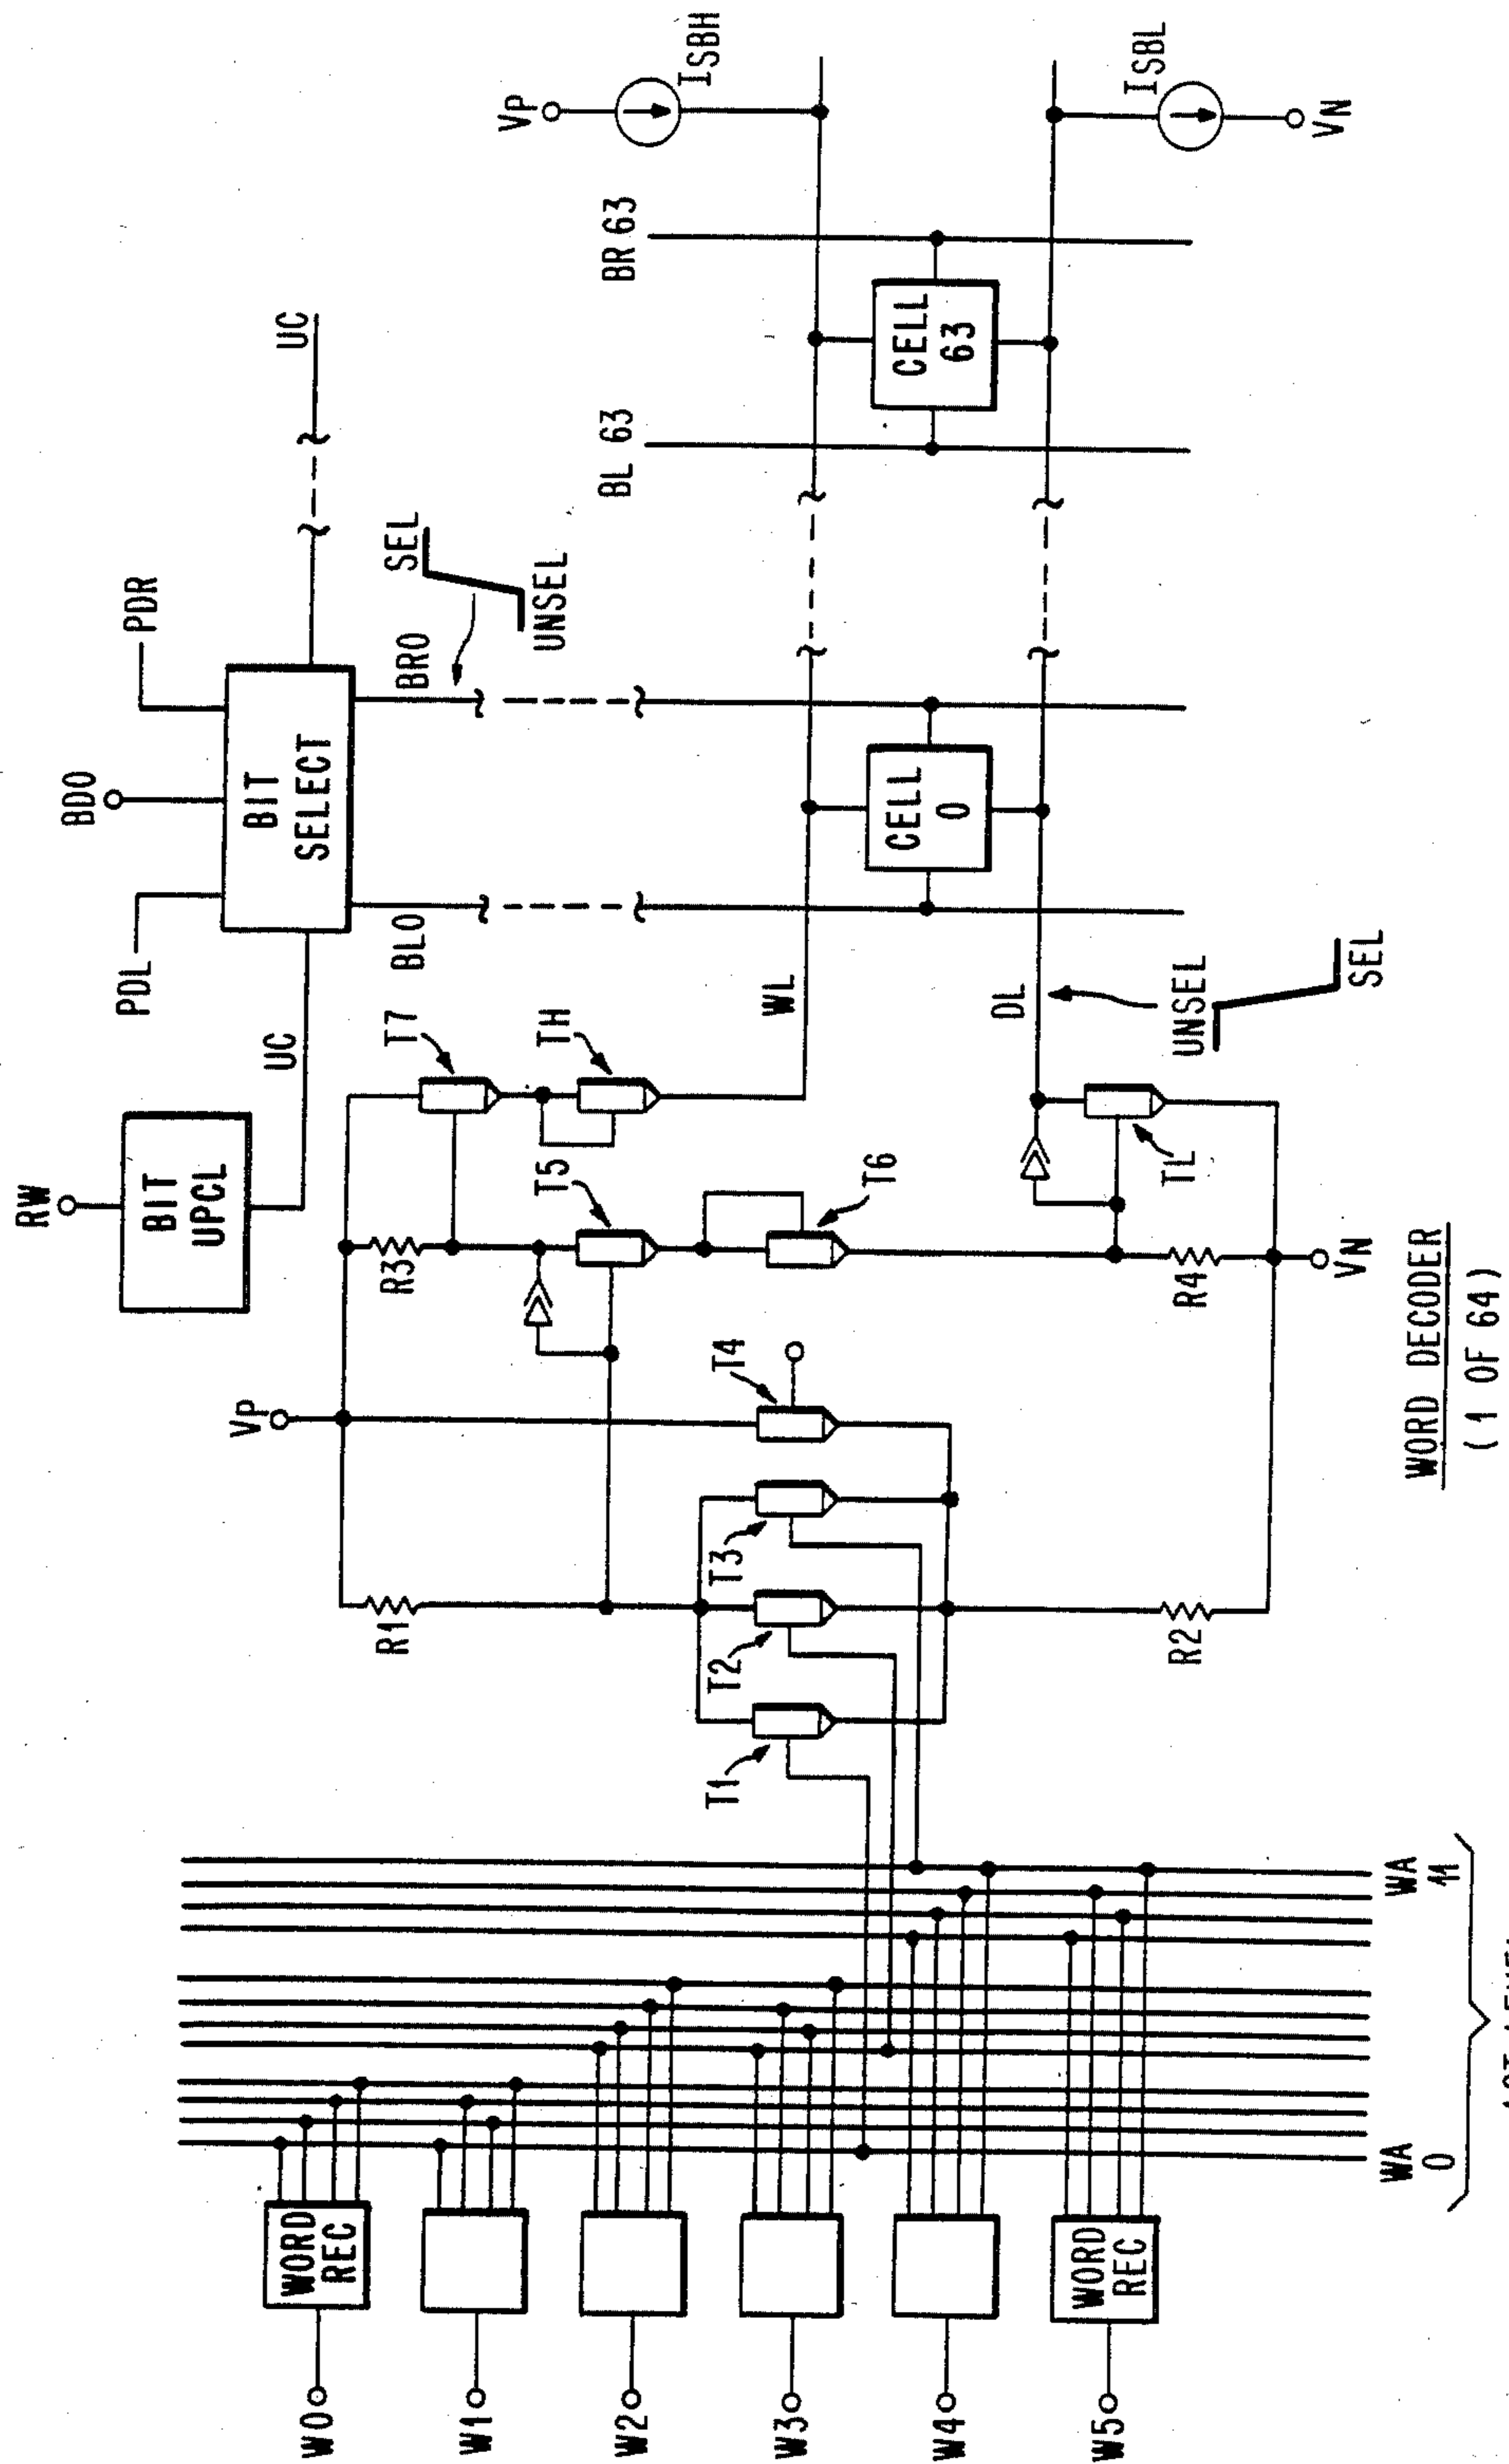 RW
BIT
UPCL
UC
PDL
BD0
PDR
BIT
SELECT
UC
BL0
BR0
SEL
UNSEL
VP
R1
R3
T7
TH
T5
T6
T4
T3
T2
T1
R2
R4
VN
TL
WL
DL
UNSEL
SEL
CELL
0
BL 63
BR 63
CELL
63
VP
ISBH
ISBL
VN
W0
WORD
REC
W1
W2
W3
W4
W5
WORD
REC
WA
0
WA
11
WORD DECODER
( 1 OF 64 )